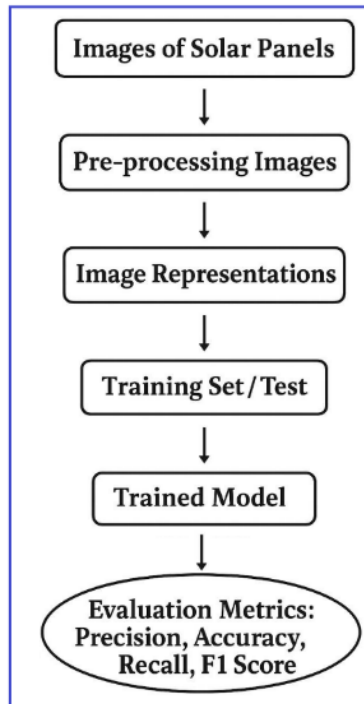 Images of Solar Panels
Pre-processing Images
Image Representations
Training Set / Test
Trained Model
Evaluation Metrics:
Precision, Accuracy,
Recall, F1 Score